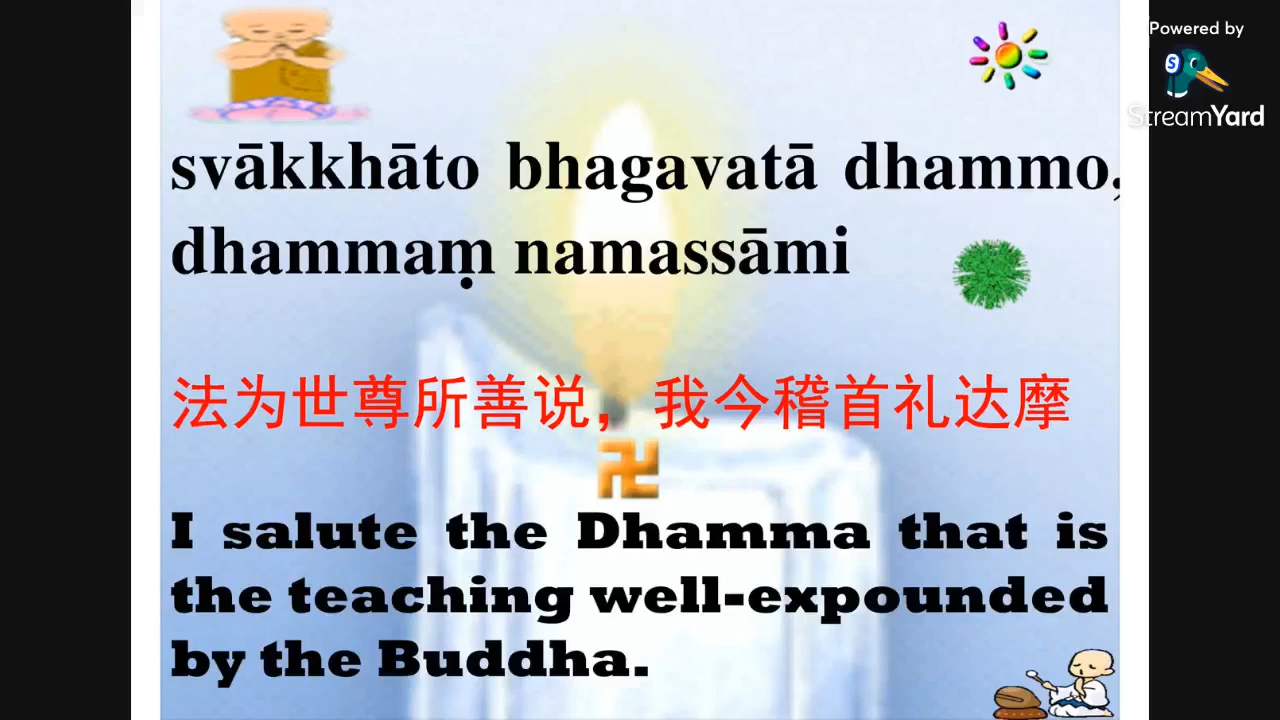 Powered by
StreamYard
svākkhāto bhagavatā dhammo,
dhammaṃ namassāmi
法为世尊所善说，我今稽首礼达摩
卍
I salute the Dhamma that is
the teaching well-expounded
by the Buddha.